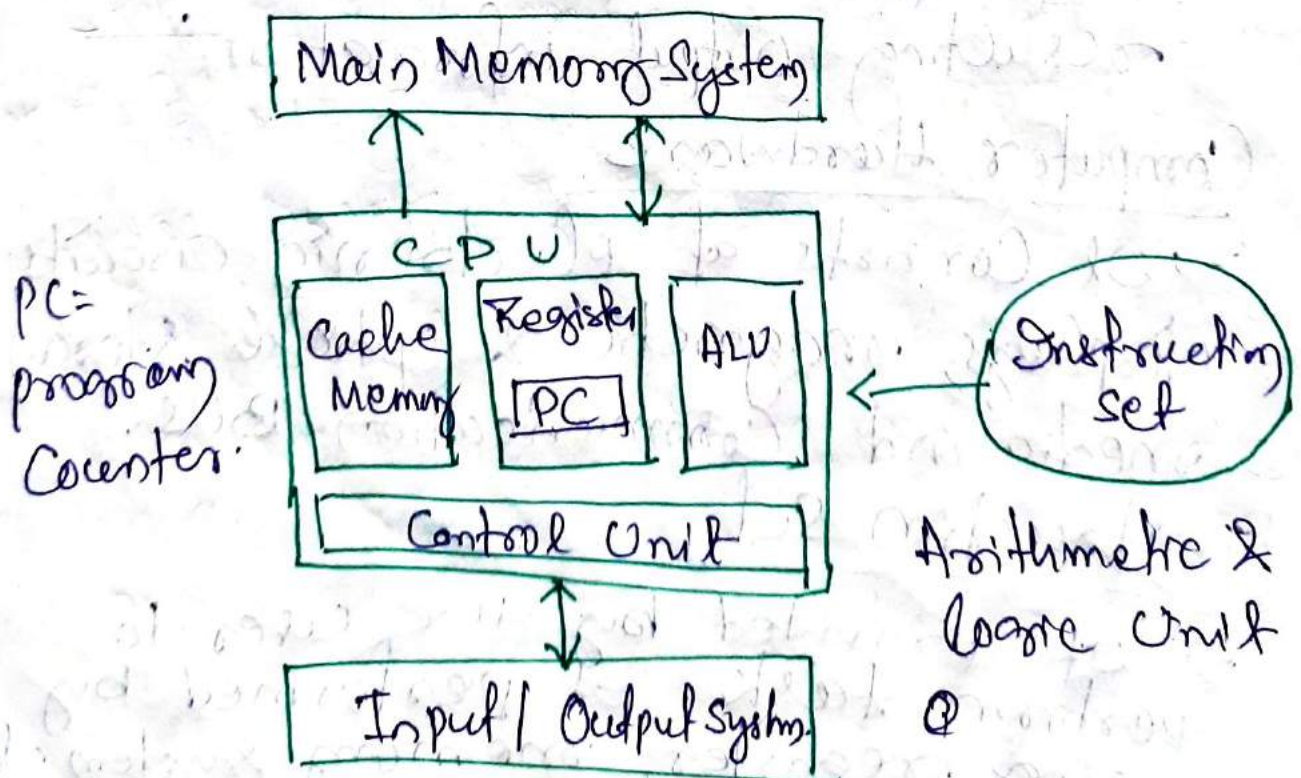 Main Memory System
C P U
PC=
program
Counter.
Cache
Memory
Register
PC
ALU
Instruction
set
Control Unit
Arithmetic &
logic Unit
Input / Output System.